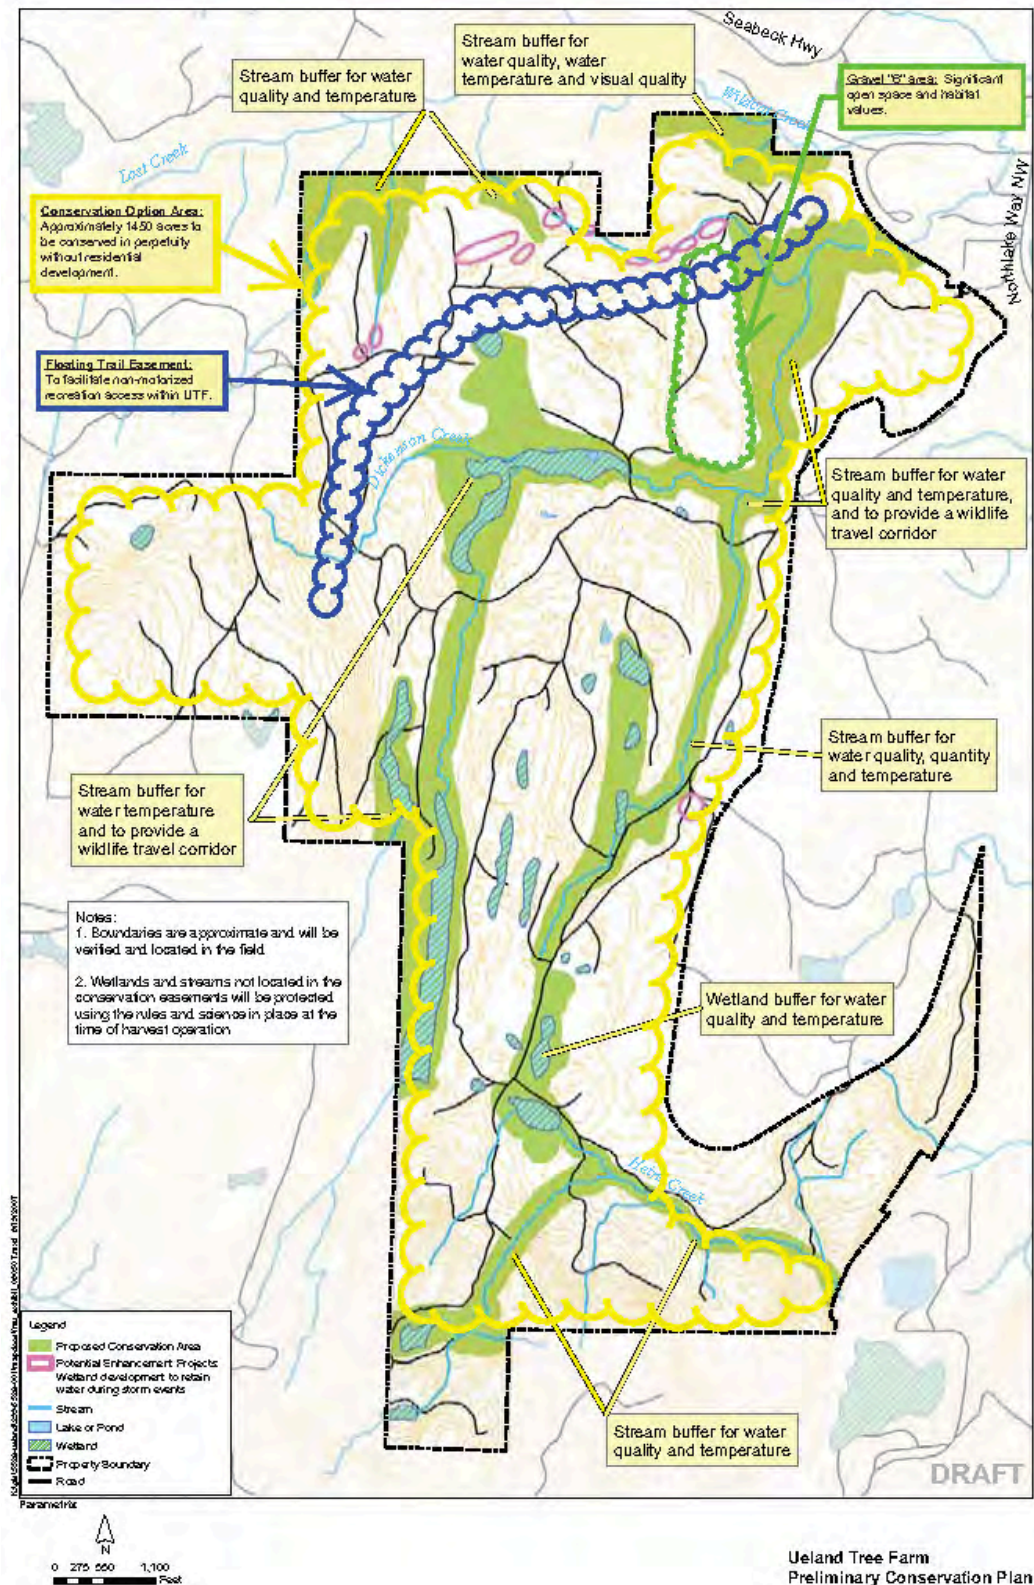 Seabeck Hwy
Stream buffer for
water quality, water
temperature and visual quality
Stream buffer for water
quality and temperature
Gravel "B" area: Significant
open space and habitat
values.
Wildcat Creek
Lost Creek
Northlake Way NW
Conservation Option Area:
Approximately 1450 acres to
be conserved in perpetuity
without residential
development.
Floating Trail Easement:
To facilitate non-motorized
recreation access within UTF.
Dickerson Creek
Stream buffer for water
quality and temperature,
and to provide a wildlife
travel corridor
Stream buffer for
water quality, quantity
and temperature
Stream buffer for
water temperature
and to provide a
wildlife travel corridor
Notes:
1. Boundaries are approximate and will be
verified and located in the field
2. Wetlands and streams not located in the
conservation easements will be protected
using the rules and science in place at the
time of harvest operation
Wetland buffer for water
quality and temperature
Creek
Legend
Proposed Conservation Area
Potential Enhancement Projects
Wetland development to retain
water during storm events
Stream
Lake or Pond
Wetland
Property Boundary
Road
Stream buffer for water
quality and temperature
DRAFT
Parametrix
N
0 275 550 1,100
Feet
Ueland Tree Farm
Preliminary Conservation Plan